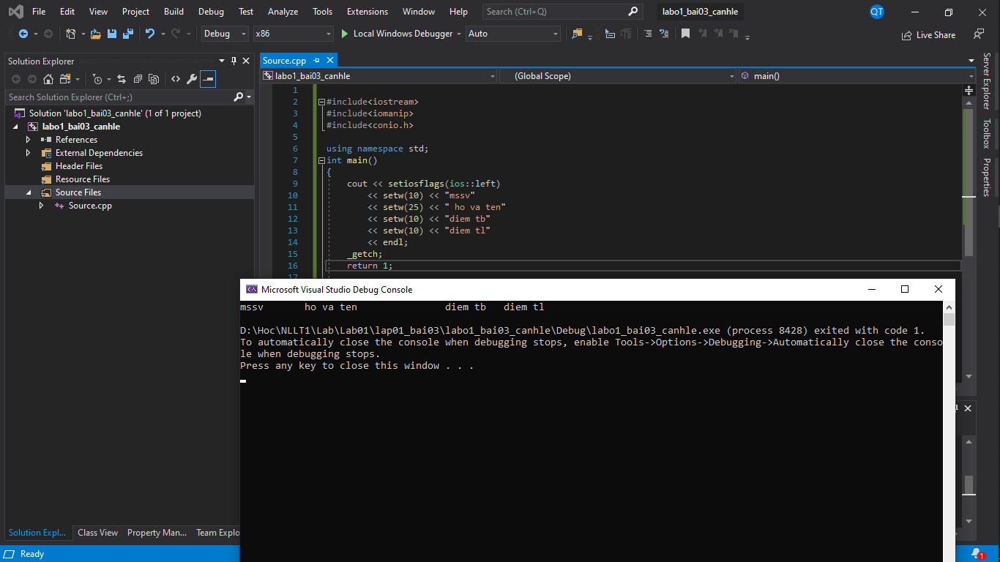 File Edit View Project Build Debug Test Analyze Tools Extensions Window Help Search (Ctrl+Q) labo1_bai03_canhle QT
Debug x86 Local Windows Debugger Auto Live Share
Solution Explorer
Search Solution Explorer (Ctrl+;)
Solution 'labo1_bai03_canhle' (1 of 1 project)
labo1_bai03_canhle
References
External Dependencies
Header Files
Resource Files
Source Files
Source.cpp
Solution Expl... Class View Property Man... Team Explo
Source.cpp
labo1_bai03_canhle (Global Scope) main()
1
2 #include<iostream>
3 #include<iomanip>
4 #include<conio.h>
5
6 using namespace std;
7 int main()
8 {
9 cout << setiosflags(ios::left)
10 << setw(10) << "mssv"
11 << setw(25) << " ho va ten"
12 << setw(10) << "diem tb"
13 << setw(10) << "diem tl"
14 << endl;
15 _getch;
16 return 1;
17
Server Explorer
Toolbox
Properties
Microsoft Visual Studio Debug Console
mssv ho va ten diem tb diem tl
D:\Hoc\NLLT1\Lab\Lab01\lap01_bai03\labo1_bai03_canhle\Debug\labo1_bai03_canhle.exe (process 8428) exited with code 1.
To automatically close the console when debugging stops, enable Tools->Options->Debugging->Automatically close the conso
le when debugging stops.
Press any key to close this window . . .
Ready
1